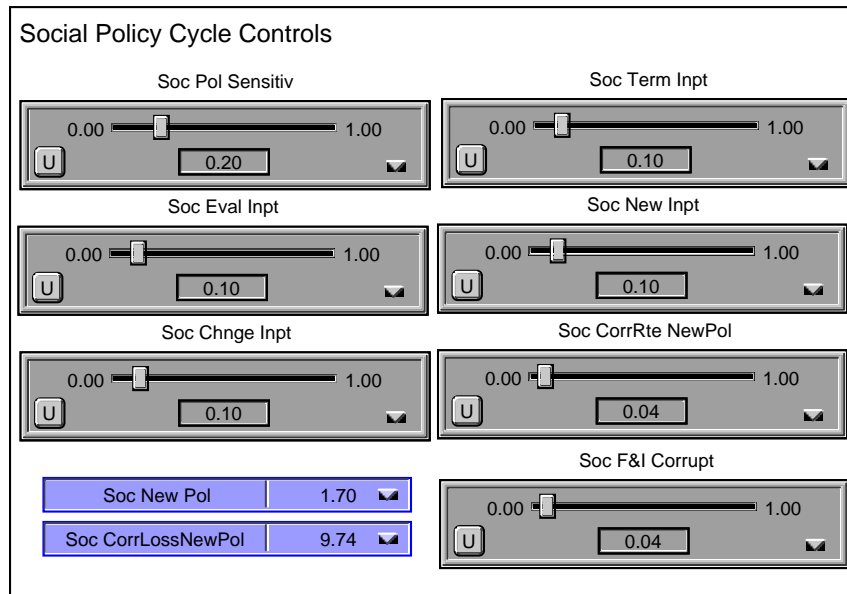 Social Policy Cycle Controls
Soc Pol Sensitiv
0.00 1.00
U 0.20
Soc Term Inpt
0.00 1.00
U 0.10
Soc Eval Inpt
0.00 1.00
U 0.10
Soc New Inpt
0.00 1.00
U 0.10
Soc Chnge Inpt
0.00 1.00
U 0.10
Soc CorrRte NewPol
0.00 1.00
U 0.04
Soc New Pol 1.70
Soc CorrLossNewPol 9.74
Soc F&I Corrupt
0.00 1.00
U 0.04